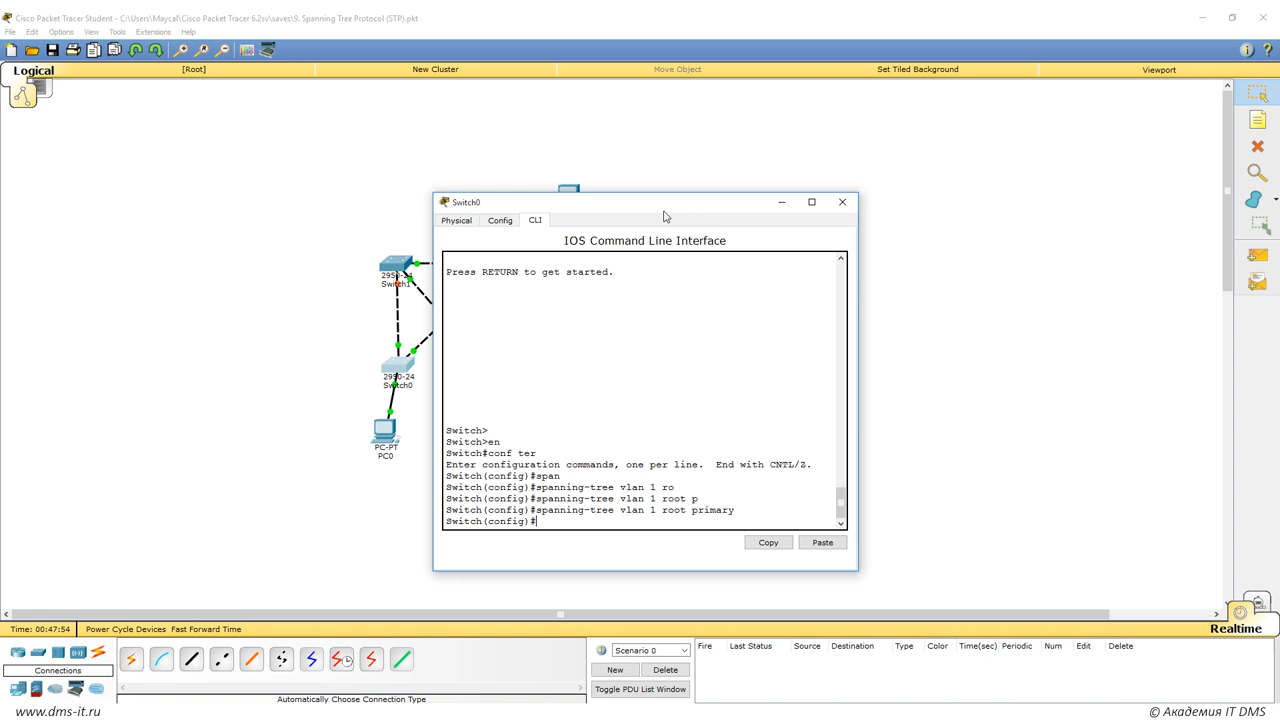 Cisco Packet Tracer Student - C:\Users\Maycal\Cisco Packet Tracer 6.2sv\saves\9. Spanning Tree Protocol (STP).pkt
File Edit Options View Tools Extensions Help
Logical [Root] New Cluster Move Object Set Tiled Background Viewport
Switch0
Physical Config CLI
IOS Command Line Interface
Press RETURN to get started.
Switch>
Switch>en
Switch#conf ter
Enter configuration commands, one per line.  End with CNTL/Z.
Switch(config)#span
Switch(config)#spanning-tree vlan 1 ro
Switch(config)#spanning-tree vlan 1 root p
Switch(config)#spanning-tree vlan 1 root primary
Switch(config)#
Copy Paste
Switch1
2950-24
Switch0
PC-PT
PC0
Time: 00:47:54 Power Cycle Devices Fast Forward Time
Realtime
Connections
Automatically Choose Connection Type
Scenario 0
New Delete
Toggle PDU List Window
Fire Last Status Source Destination Type Color Time(sec) Periodic Num Edit Delete
www.dms-it.ru
© Академия IT DMS